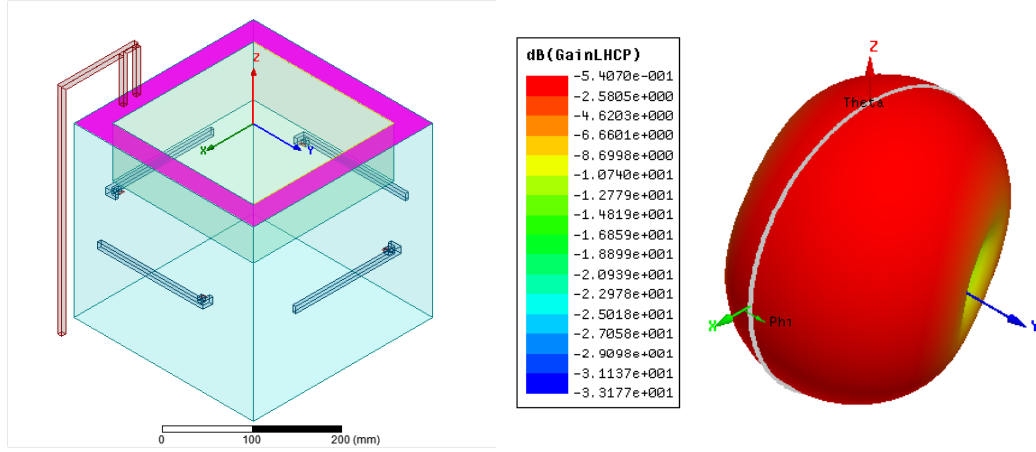 Z
X
Y
0
100
200 (mm)
dB(GainLHCP)
-5.4070e-001
-2.5805e+000
-4.6203e+000
-6.6601e+000
-8.6998e+000
-1.0740e+001
-1.2779e+001
-1.4819e+001
-1.6859e+001
-1.8899e+001
-2.0939e+001
-2.2978e+001
-2.5018e+001
-2.7058e+001
-2.9098e+001
-3.1137e+001
-3.3177e+001
Z
Theta
X
Phi
Y